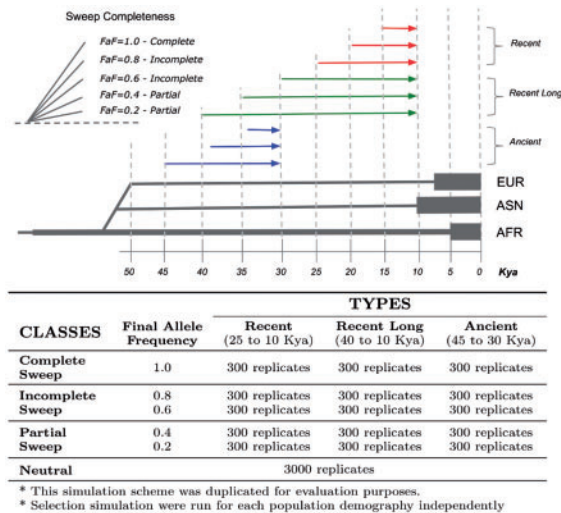 Sweep Completeness
FaF=1.0 - Complete
FaF=0.8 - Incomplete
FaF=0.6 - Incomplete
FaF=0.4 - Partial
FaF=0.2 - Partial
Recent
Recent Long
Ancient
EUR
ASN
AFR
50 45 40 35 30 25 20 15 10 5 0 Kya
TYPES
CLASSES Final Allele Frequency Recent (25 to 10 Kya) Recent Long (40 to 10 Kya) Ancient (45 to 30 Kya)
Complete Sweep 1.0 300 replicates 300 replicates 300 replicates
Incomplete 0.8 300 replicates 300 replicates 300 replicates
Sweep 0.6 300 replicates 300 replicates 300 replicates
Partial 0.4 300 replicates 300 replicates 300 replicates
Sweep 0.2 300 replicates 300 replicates 300 replicates
Neutral 3000 replicates
* This simulation scheme was duplicated for evaluation purposes.
* Selection simulation were run for each population demography independently